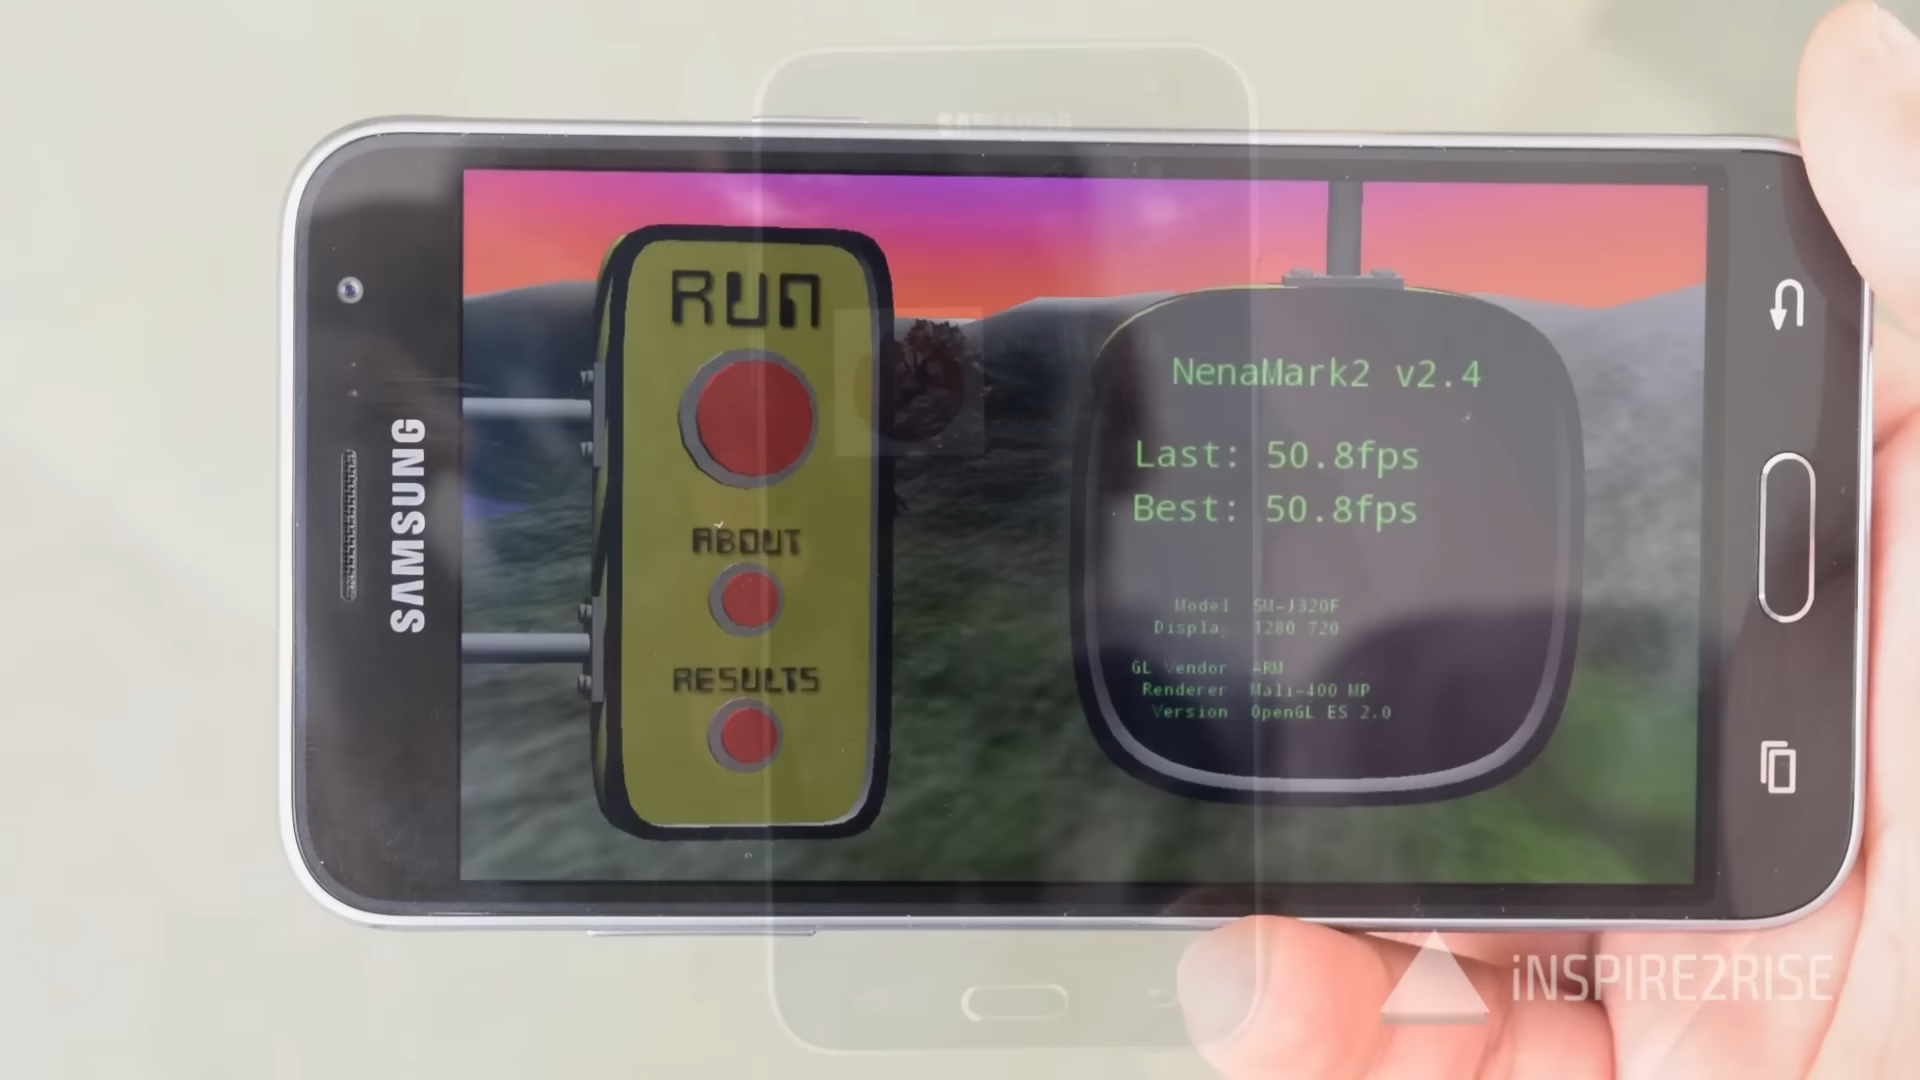 SAMSUNG
SAMSUNG
RUN
ABOUT
RESULTS
NenaMark2 v2.4
Last: 50.8fps
Best: 50.8fps
Model SM-J320F
Display 1280 720
GL Vendor ARM
Renderer Mali-400 MP
Version OpenGL ES 2.0
iNSPIRE2RISE